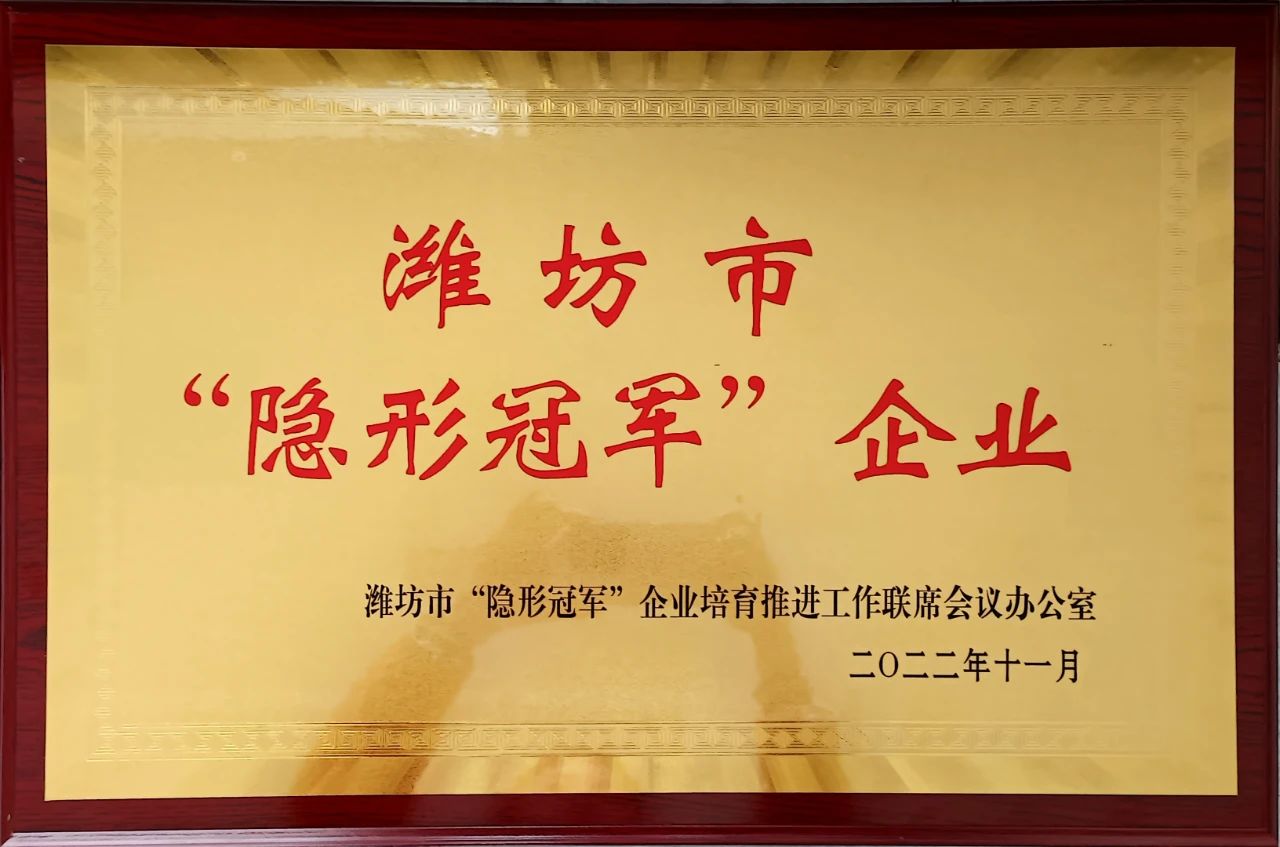 潍坊市
“隐形冠军”企业
潍坊市“隐形冠军”企业培育推进工作联席会议办公室
二〇二二年十一月